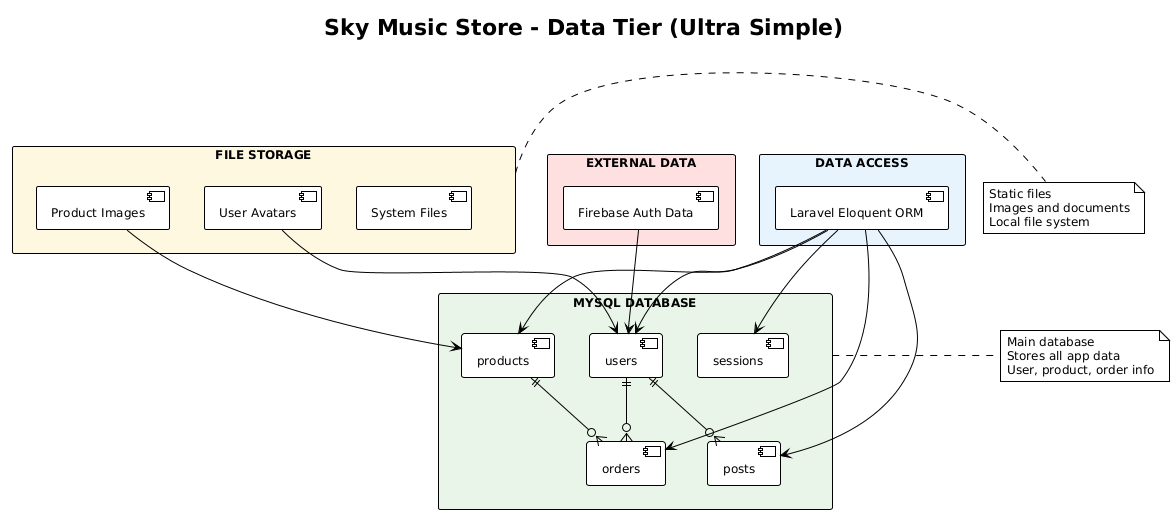 Sky Music Store - Data Tier (Ultra Simple)
FILE STORAGE
Product Images
User Avatars
System Files
EXTERNAL DATA
Firebase Auth Data
DATA ACCESS
Laravel Eloquent ORM
Static files
Images and documents
Local file system
MYSQL DATABASE
products
users
sessions
orders
posts
Main database
Stores all app data
User, product, order info